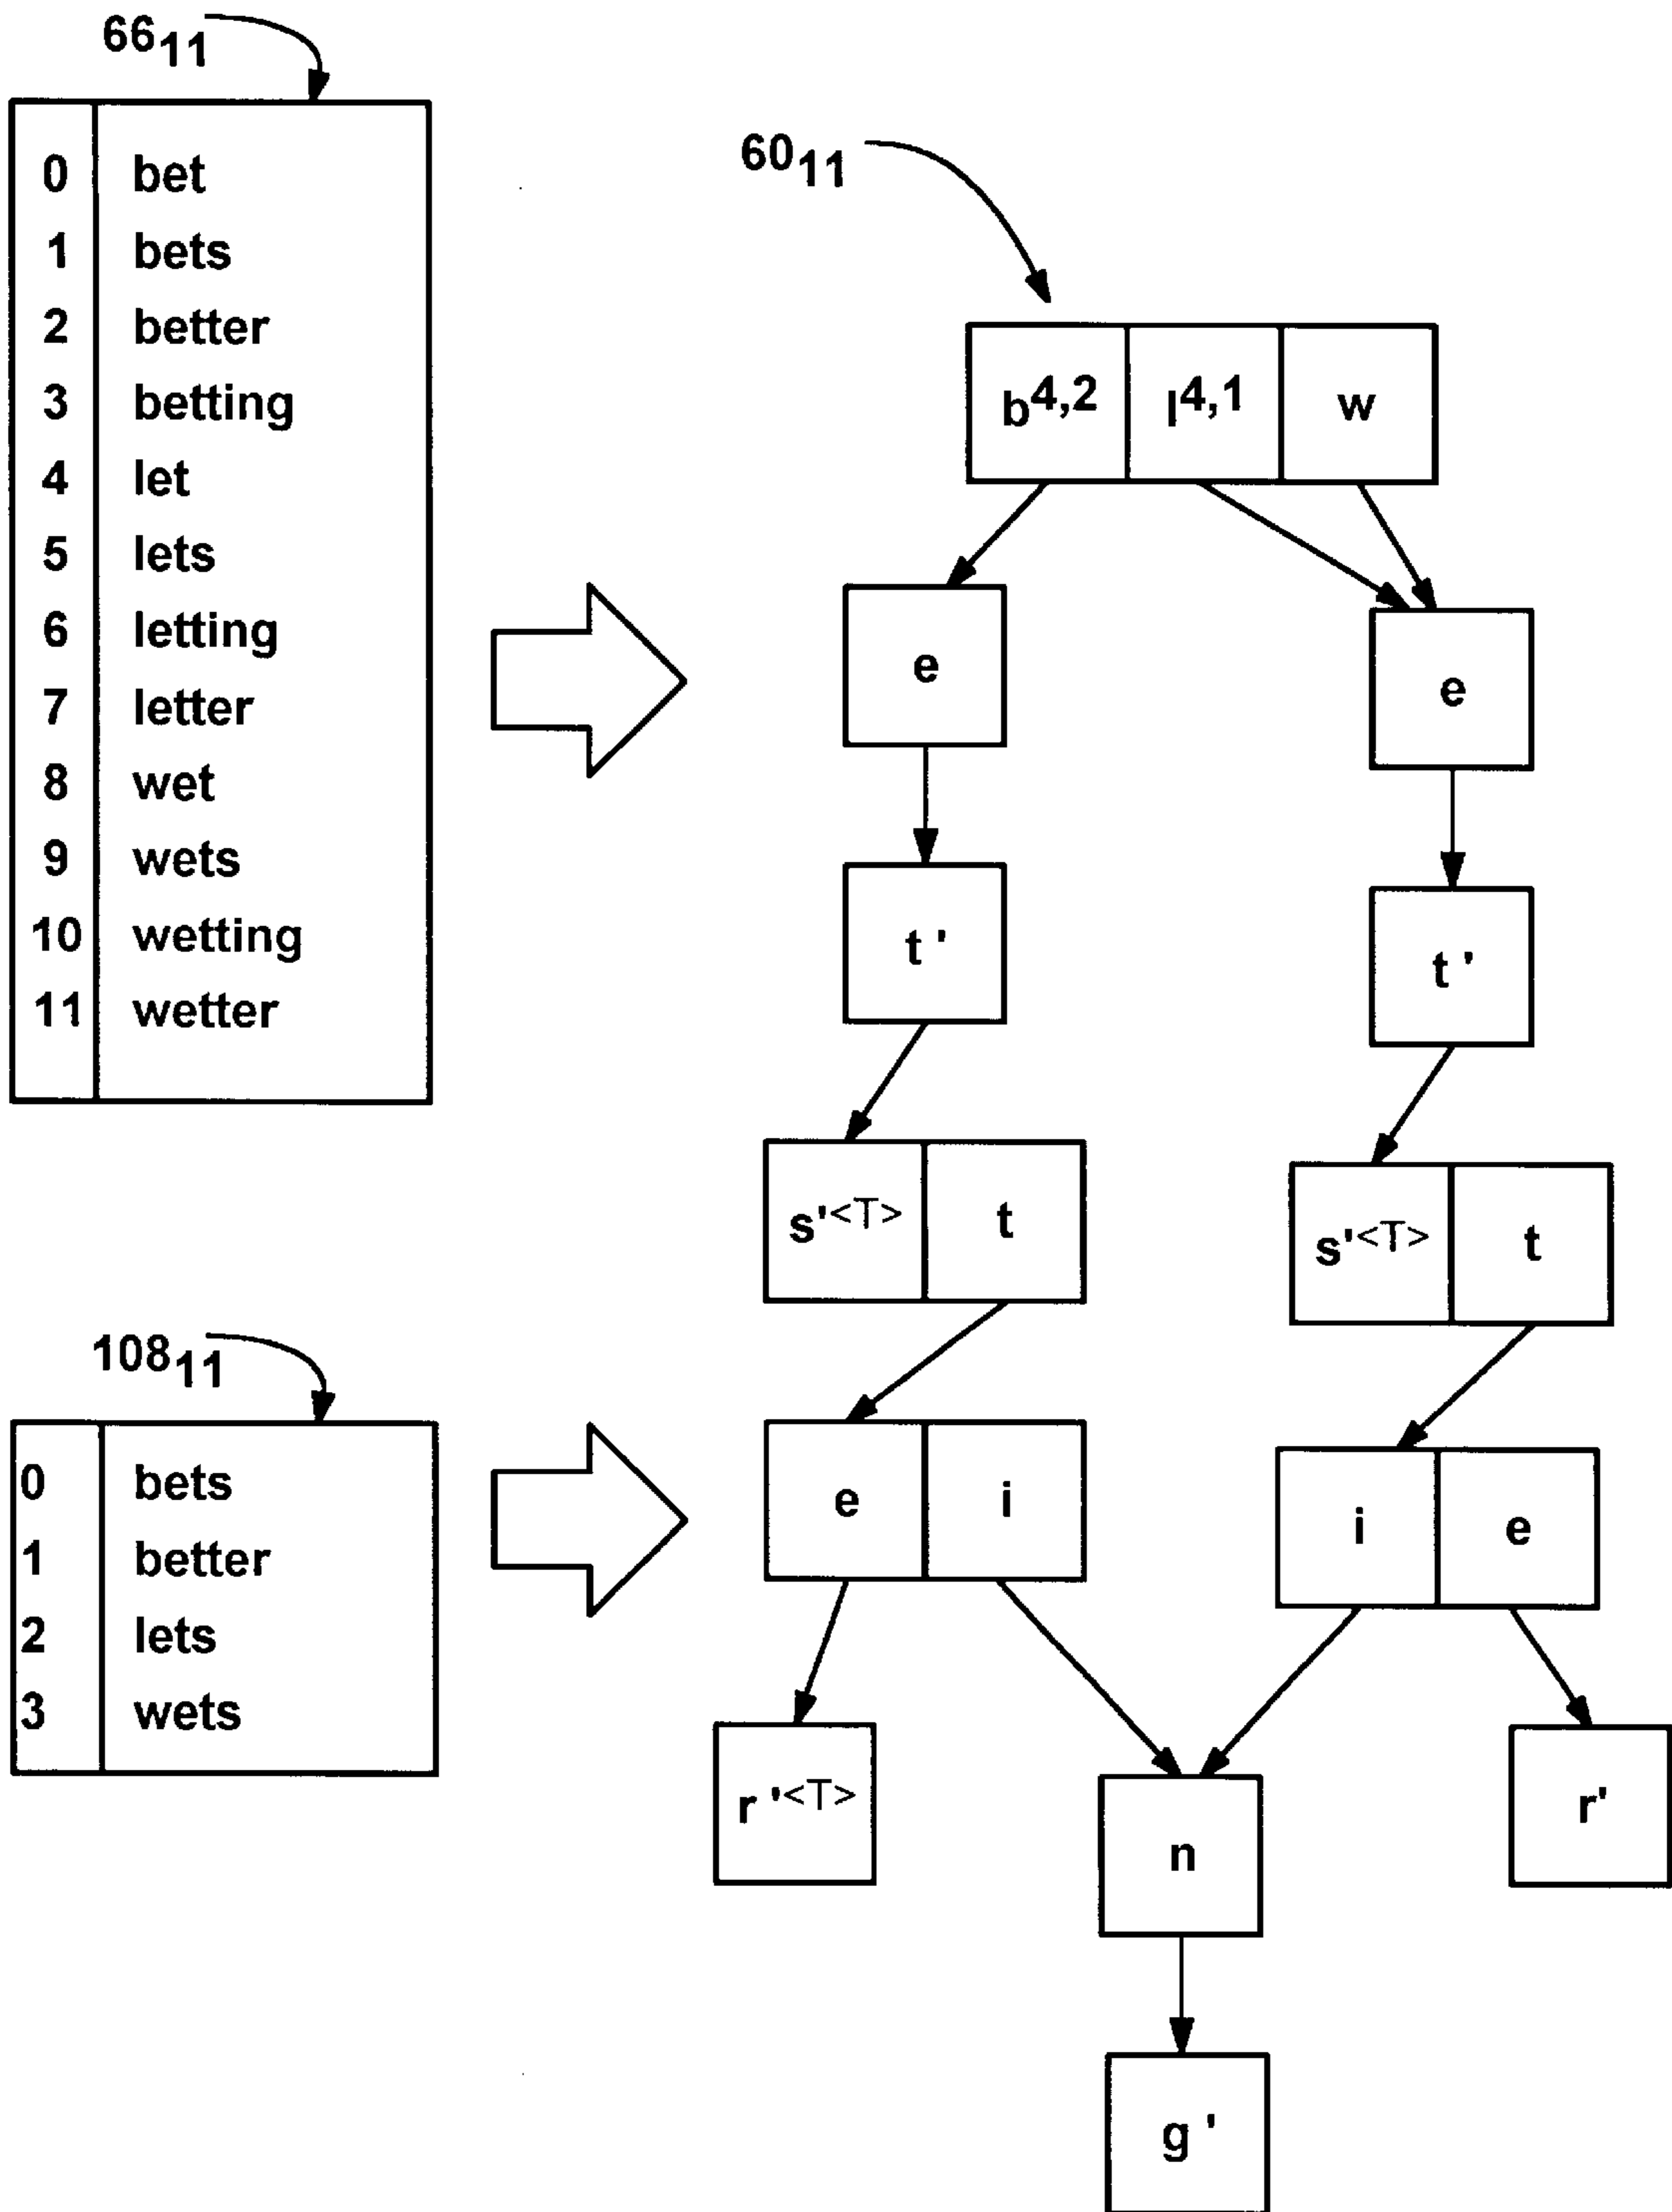 66₁₁
0 bet
1 bets
2 better
3 betting
4 let
5 lets
6 letting
7 letter
8 wet
9 wets
10 wetting
11 wetter
108₁₁
0 bets
1 better
2 lets
3 wets
60₁₁
b⁴,² l⁴,¹ w
e e
t ' t '
s'<T> t s'<T> t
e i i e
r '<T> n r'
g '